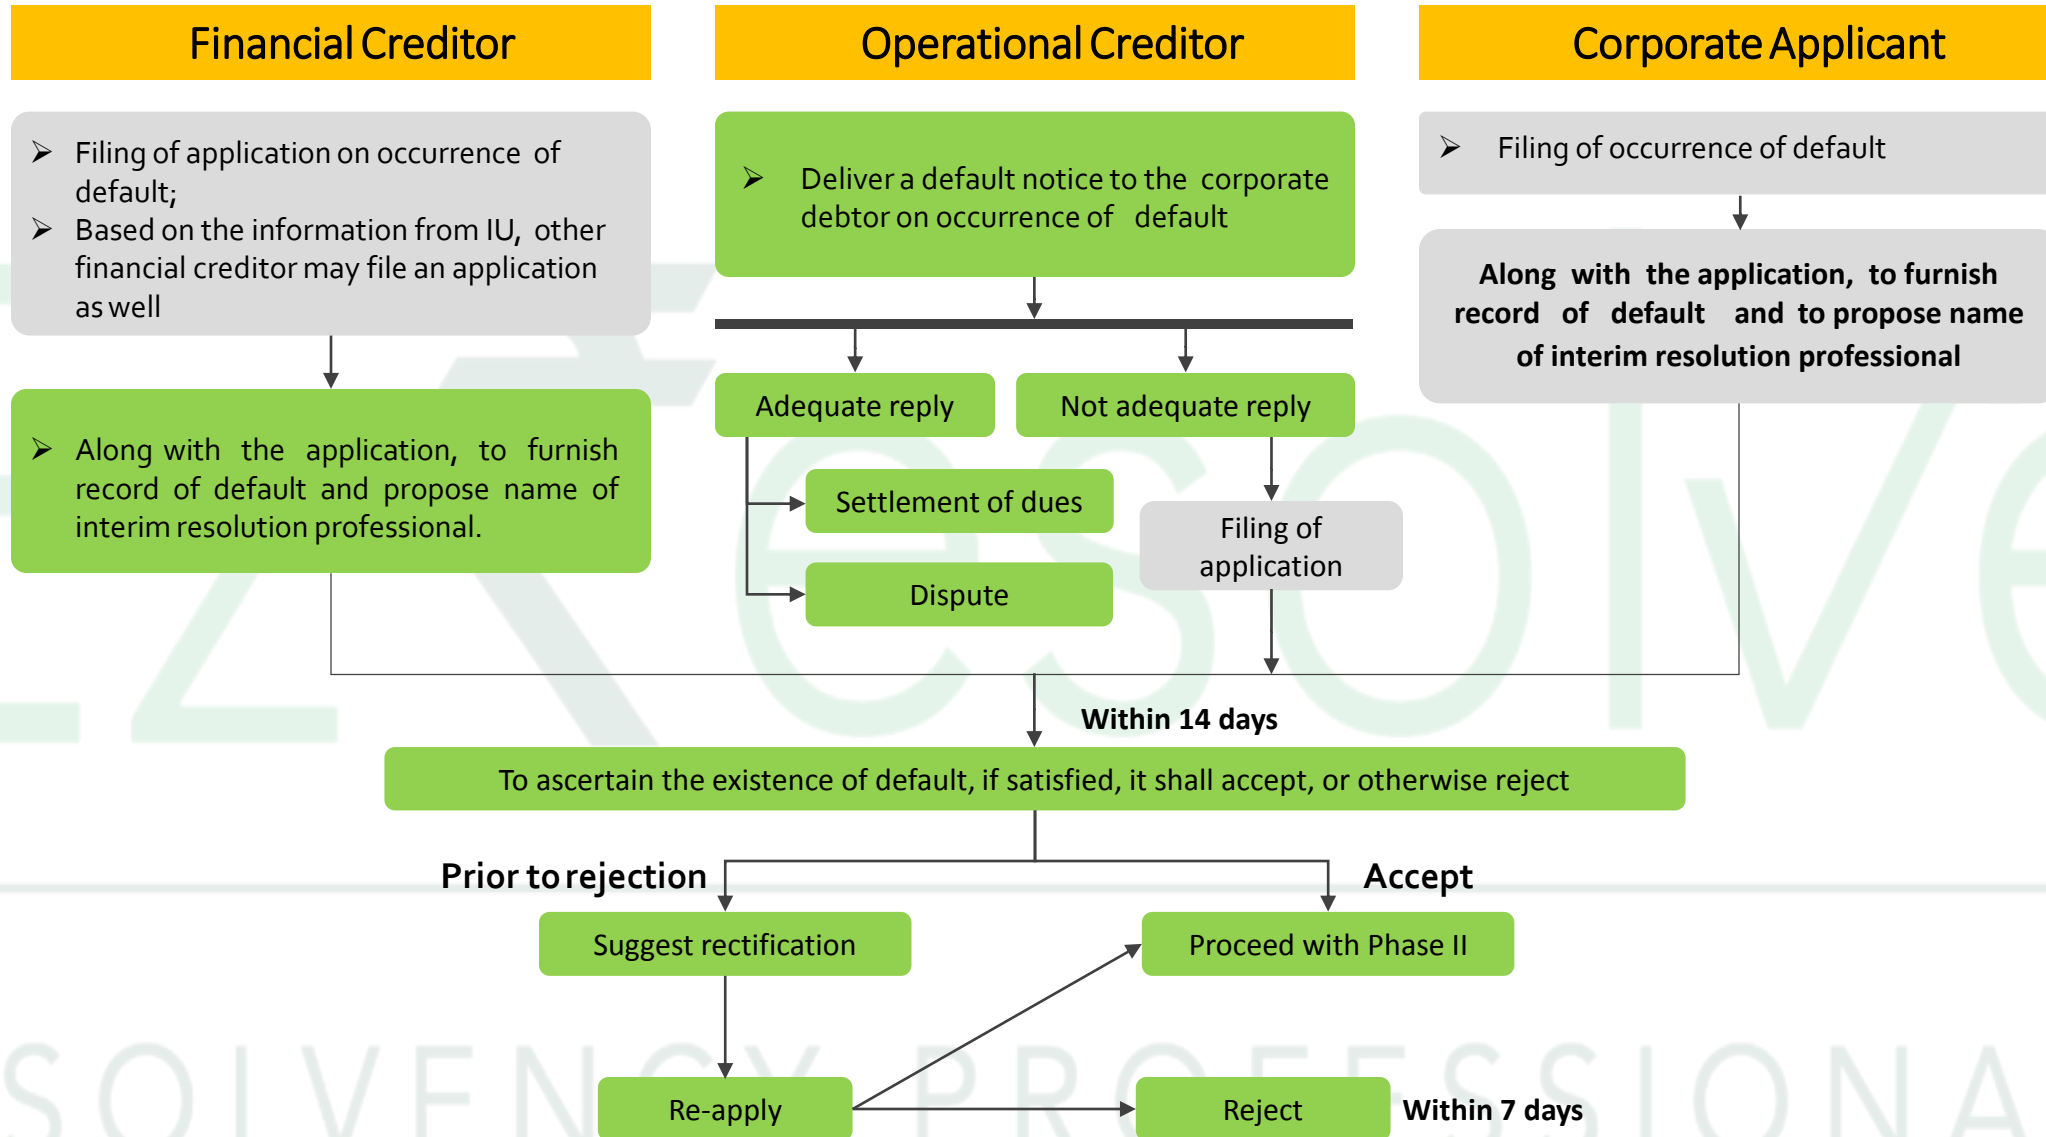 Financial Creditor
Operational Creditor
Corporate Applicant
➢ Filing of application on occurrence of
default;
➢ Based on the information from IU, other
financial creditor may file an application
as well
➢ Along with the application, to furnish
record of default and propose name of
interim resolution professional.
➢ Deliver a default notice to the corporate
debtor on occurrence of default
Adequate reply
Not adequate reply
Settlement of dues
Dispute
Filing of
application
➢ Filing of occurrence of default
Along with the application, to furnish
record of default and to propose name
of interim resolution professional
Within 14 days
To ascertain the existence of default, if satisfied, it shall accept, or otherwise reject
Prior to rejection
Accept
Suggest rectification
Proceed with Phase II
Re-apply
Reject
Within 7 days
ezResolve
SOLVENCY PROFESSIONA